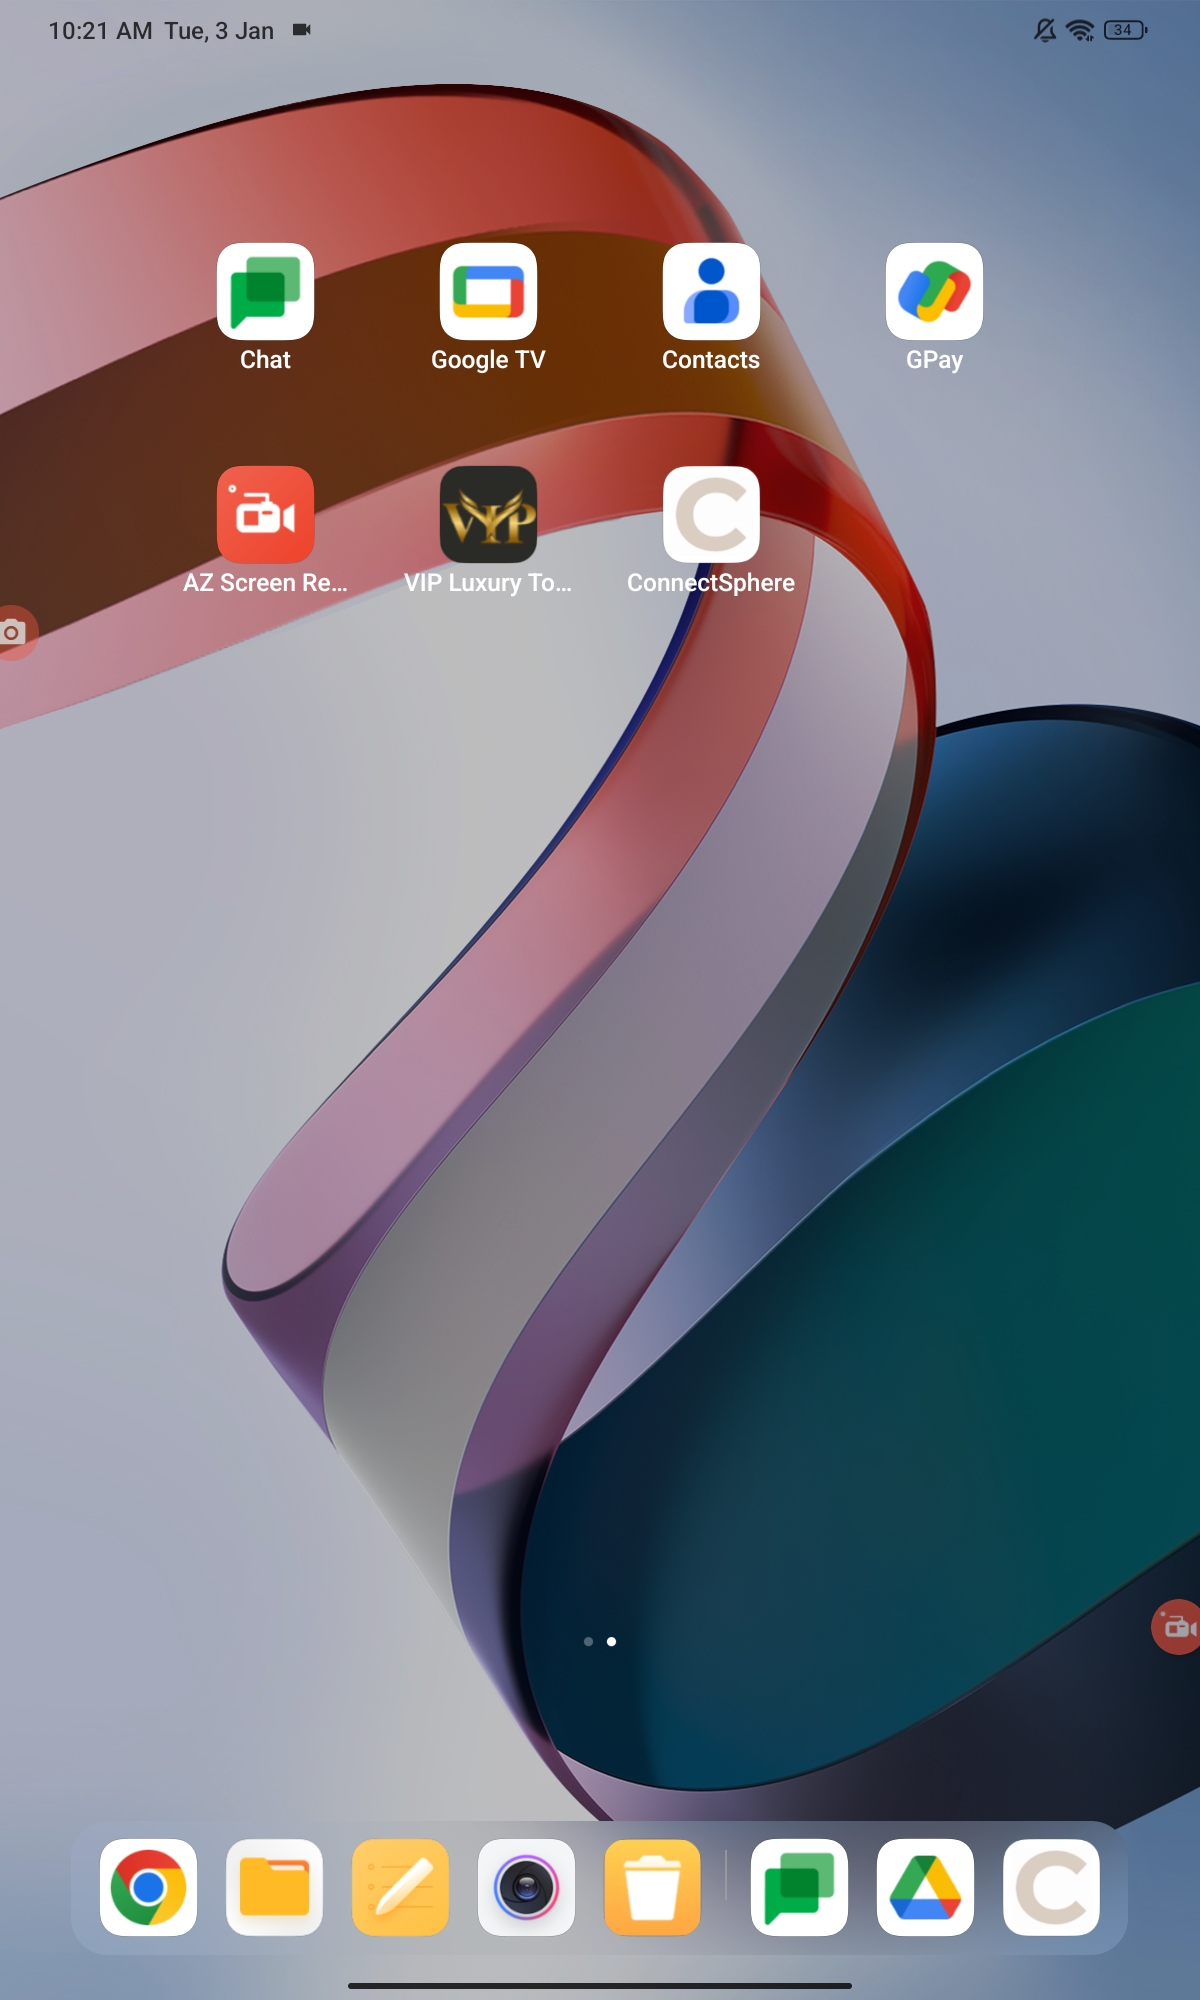 10:21 AM Tue, 3 Jan
34
Chat
Google TV
Contacts
GPay
VIP
C
AZ Screen Re...
VIP Luxury To...
ConnectSphere
C